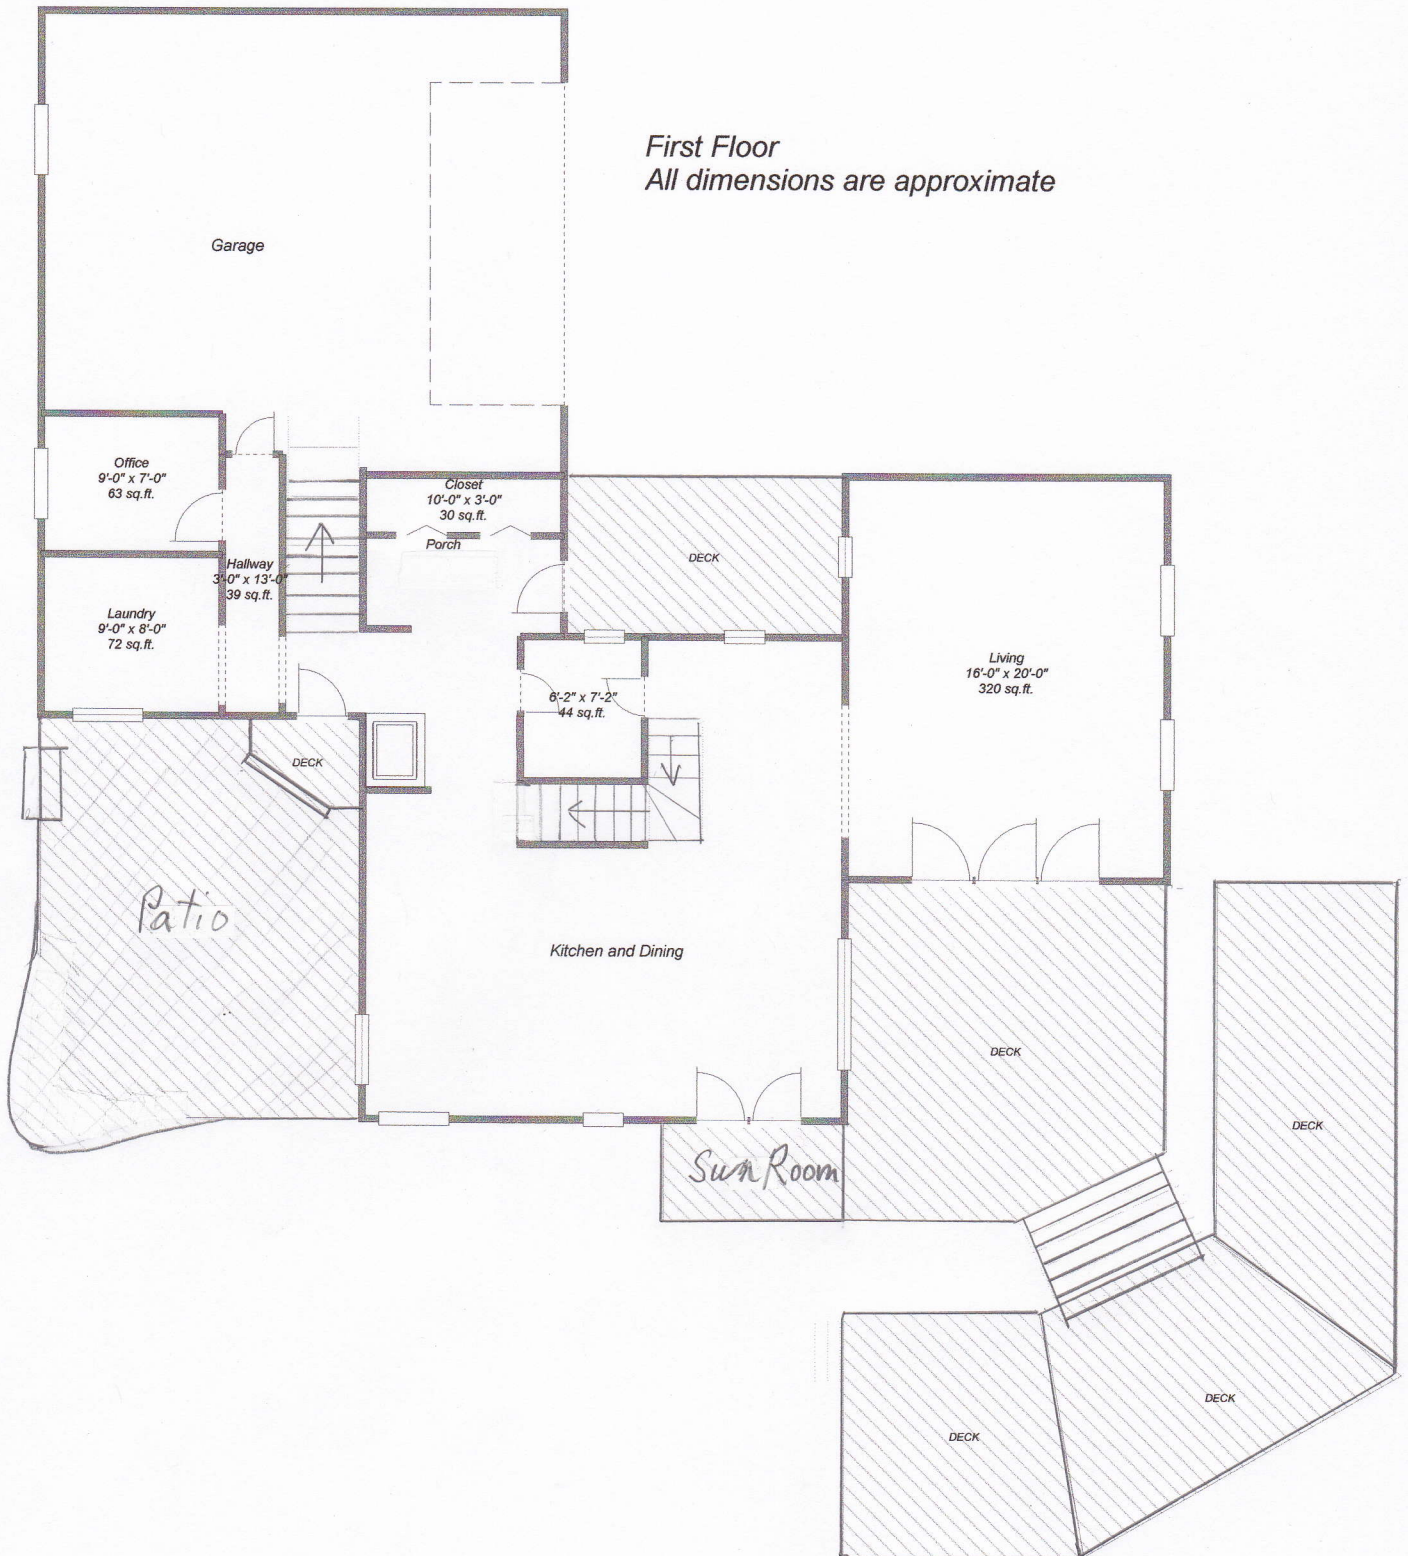 First Floor
All dimensions are approximate
Garage
Office
9'-0" x 7'-0"
63 sq.ft.
Closet
10'-0" x 3'-0"
30 sq.ft.
Porch
DECK
Hallway
3'-0" x 13'-0"
39 sq.ft.
Laundry
9'-0" x 8'-0"
72 sq.ft.
Living
16'-0" x 20'-0"
320 sq.ft.
6'-2" x 7'-2"
44 sq.ft.
DECK
Patio
Kitchen and Dining
DECK
DECK
Sun Room
DECK
DECK